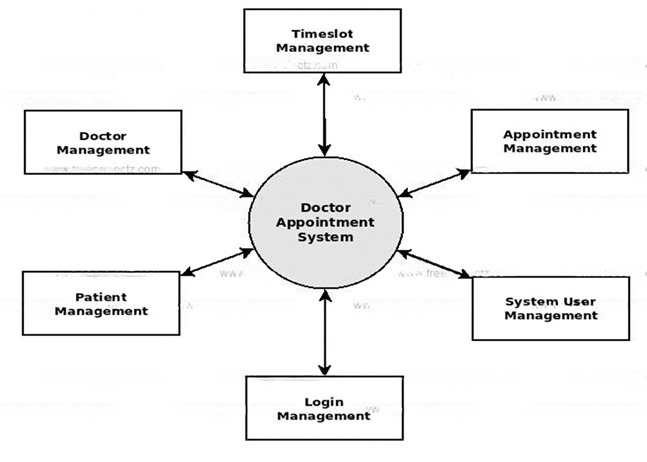 Timeslot
Management
Doctor
Management
Appointment
Management
Doctor
Appointment
System
Patient
Management
System User
Management
Login
Management